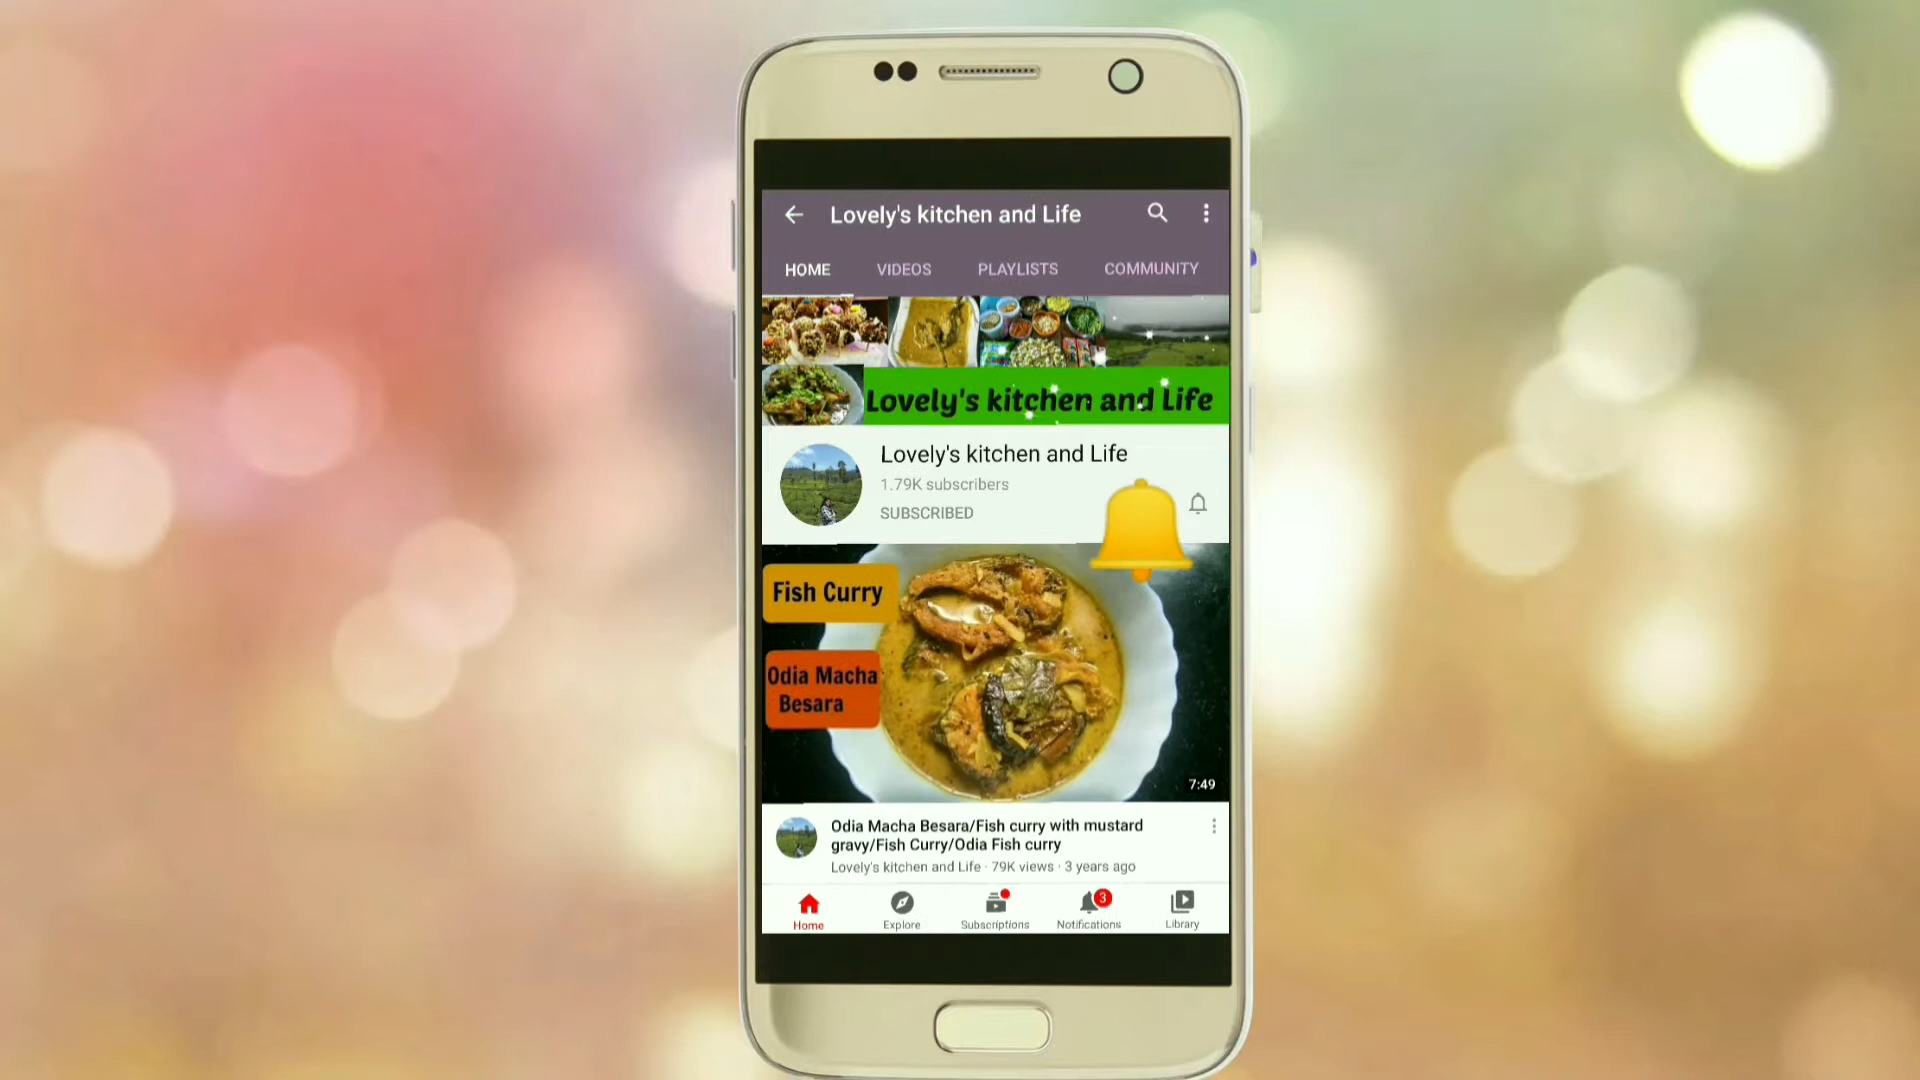 Lovely's kitchen and Life
HOME VIDEOS PLAYLISTS COMMUNITY
Lovely's kitchen and Life
Lovely's kitchen and Life
1.79K subscribers
SUBSCRIBED
Fish Curry
Odia Macha
Besara
7:49
Odia Macha Besara/Fish curry with mustard
gravy/Fish Curry/Odia Fish curry
Lovely's kitchen and Life · 79K views · 3 years ago
3
Home Explore Subscriptions Notifications Library